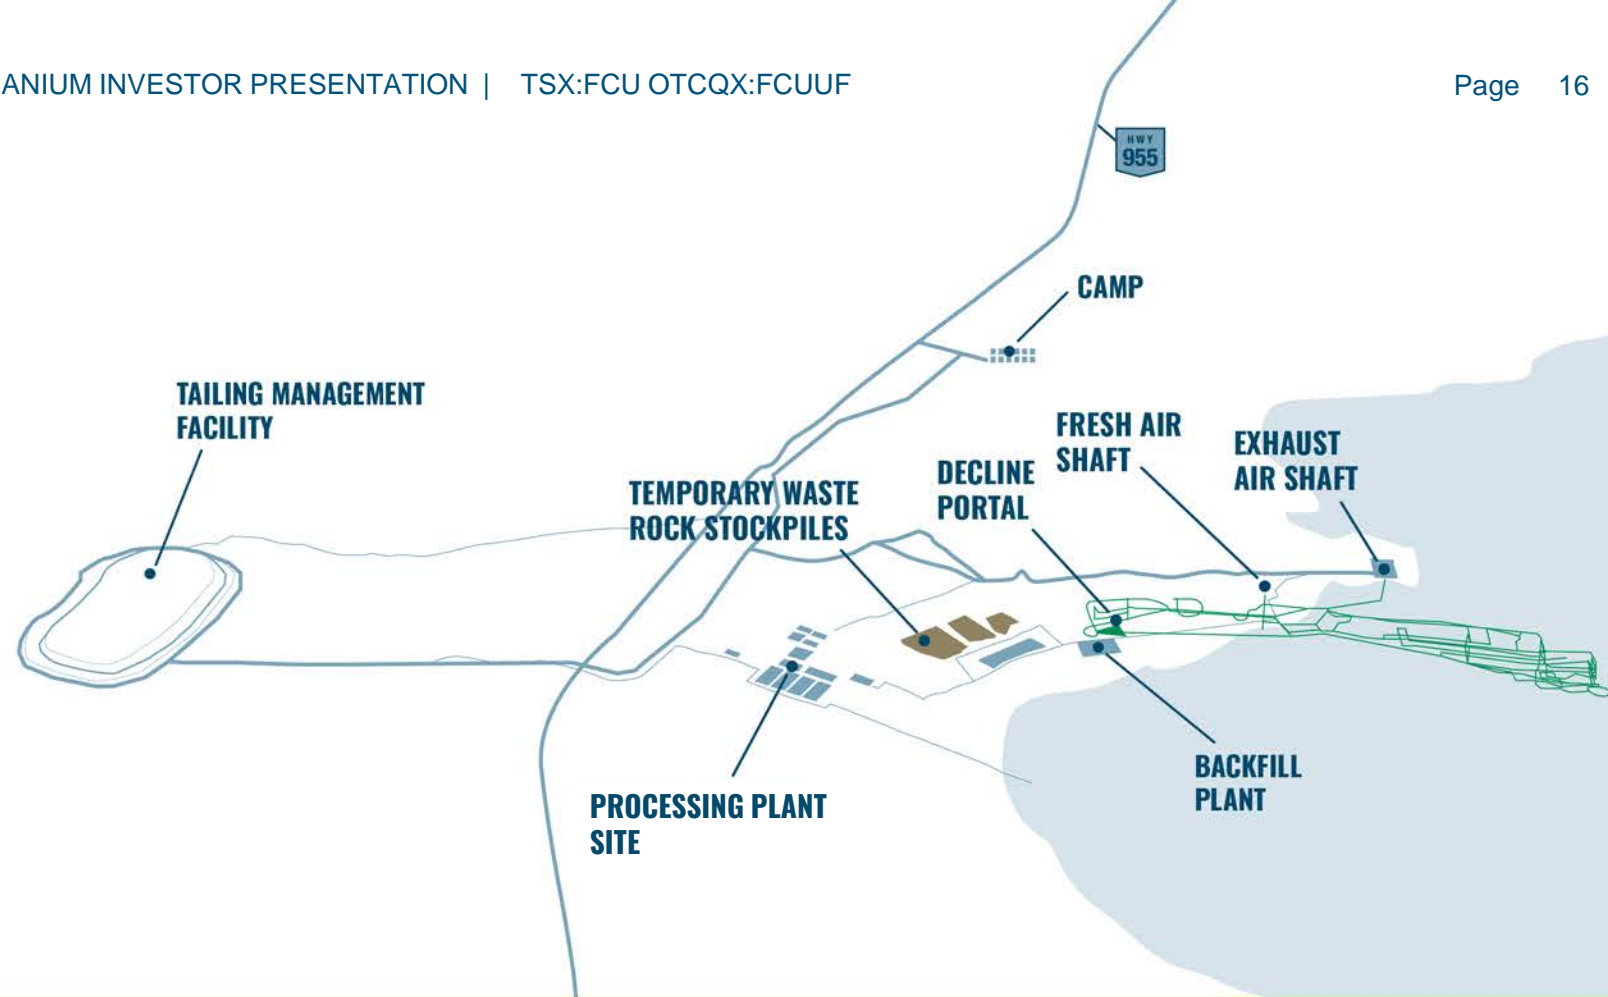 ANIUM INVESTOR PRESENTATION | TSX:FCU OTCQX:FCUUF Page 16
HWY
955
CAMP
TAILING MANAGEMENT
FACILITY
FRESH AIR
SHAFT
EXHAUST
AIR SHAFT
DECLINE
PORTAL
TEMPORARY WASTE
ROCK STOCKPILES
BACKFILL
PLANT
PROCESSING PLANT
SITE